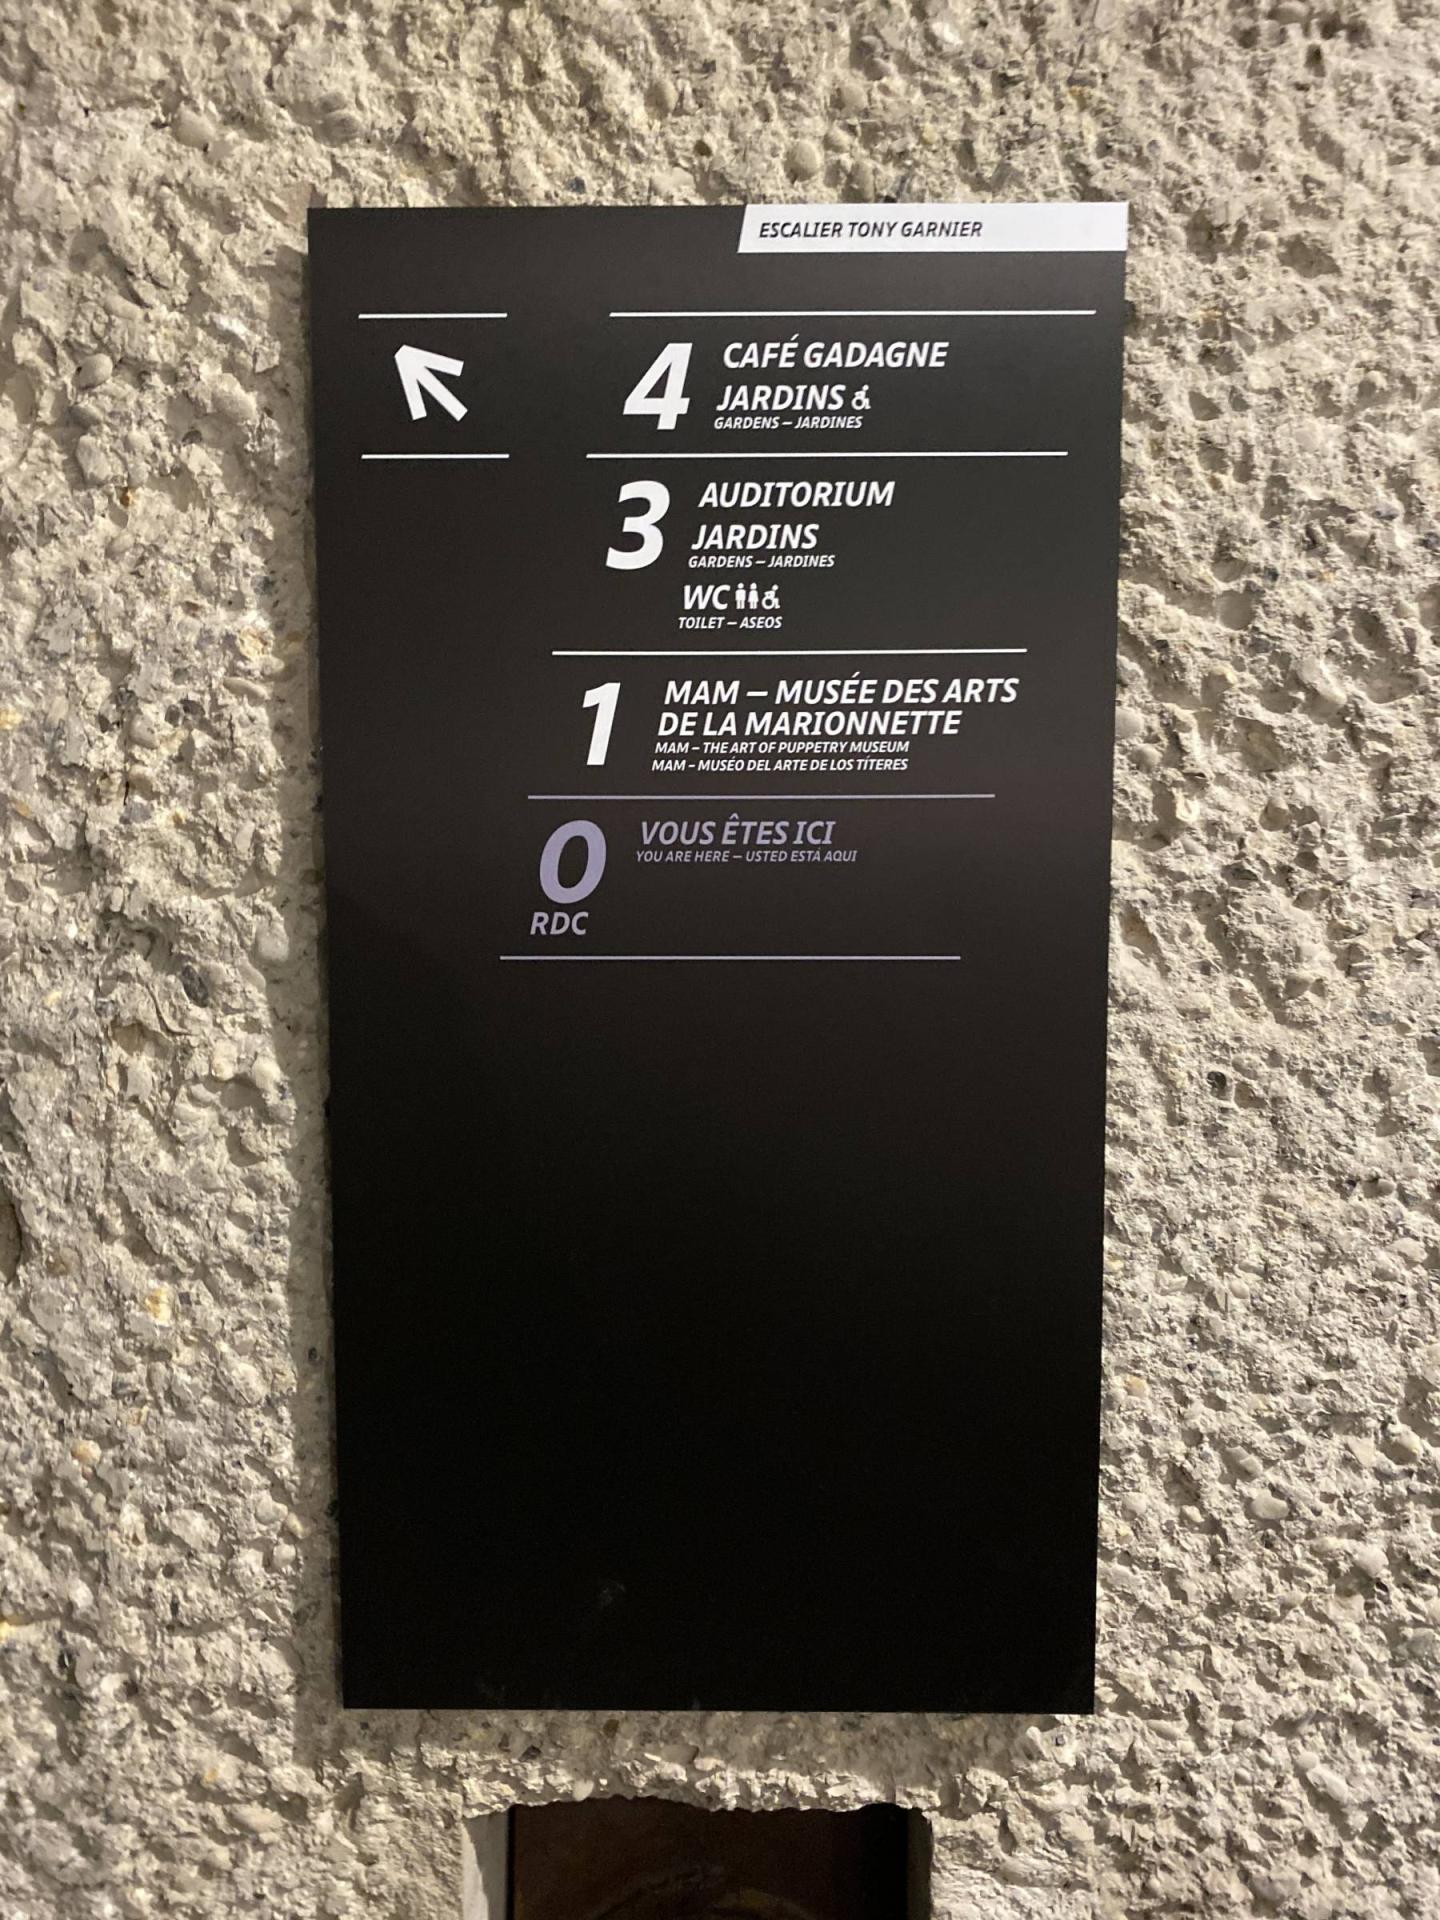 ESCALIER TONY GARNIER
4 CAFÉ GADAGNE
JARDINS
GARDENS – JARDINES
3 AUDITORIUM
JARDINS
GARDENS – JARDINES
WC
TOILET – ASEOS
1 MAM – MUSÉE DES ARTS
DE LA MARIONNETTE
MAM – THE ART OF PUPPETRY MUSEUM
MAM – MUSÉO DEL ARTE DE LOS TÍTERES
0 VOUS ÊTES ICI
YOU ARE HERE – USTED ESTÁ AQUI
RDC